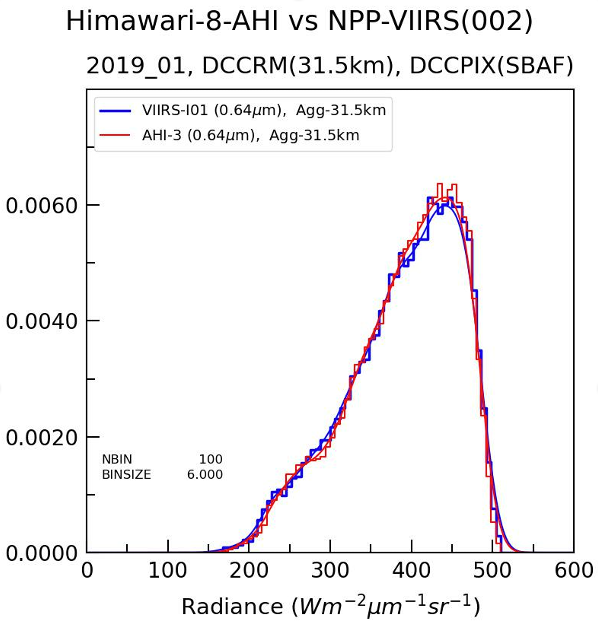 Himawari-8-AHI vs NPP-VIIRS(002)
2019_01, DCCRM(31.5km), DCCPIX(SBAF)
VIIRS-I01 (0.64μm),  Agg-31.5km
AHI-3 (0.64μm),  Agg-31.5km
0.0060
0.0040
0.0020
NBIN 100
BINSIZE 6.000
0.0000
0 100 200 300 400 500 600
Radiance (Wm⁻²μm⁻¹sr⁻¹)